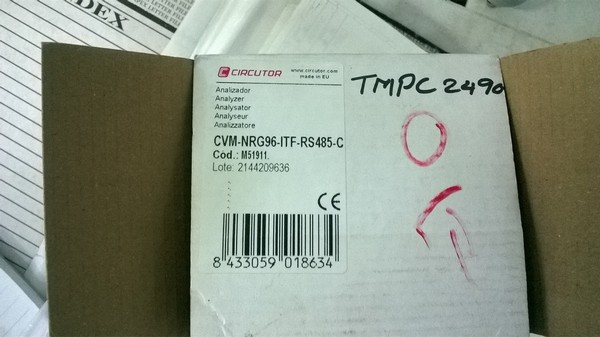 DEX
CIRCUTOR
www.circutor.com
made in EU
TMPC 2490
Analizador
Analyzer
Analysator
Analyseur
Analizzatore
CVM-NRG96-ITF-RS485-C
Cód.: M51911.
Lote: 2144209636
CE
8 433059 018634